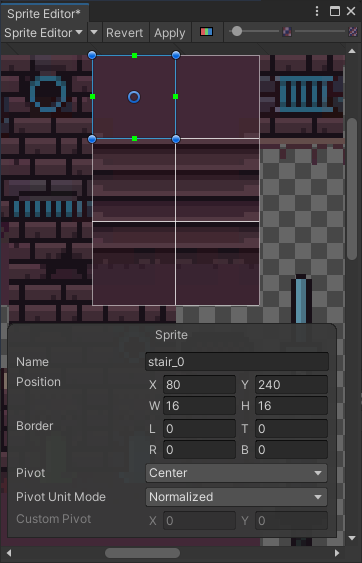 Sprite Editor*
Sprite Editor Revert Apply
Sprite
Name stair_0
Position X 80 Y 240
W 16 H 16
Border L 0 T 0
R 0 B 0
Pivot Center
Pivot Unit Mode Normalized
Custom Pivot X 0 Y 0